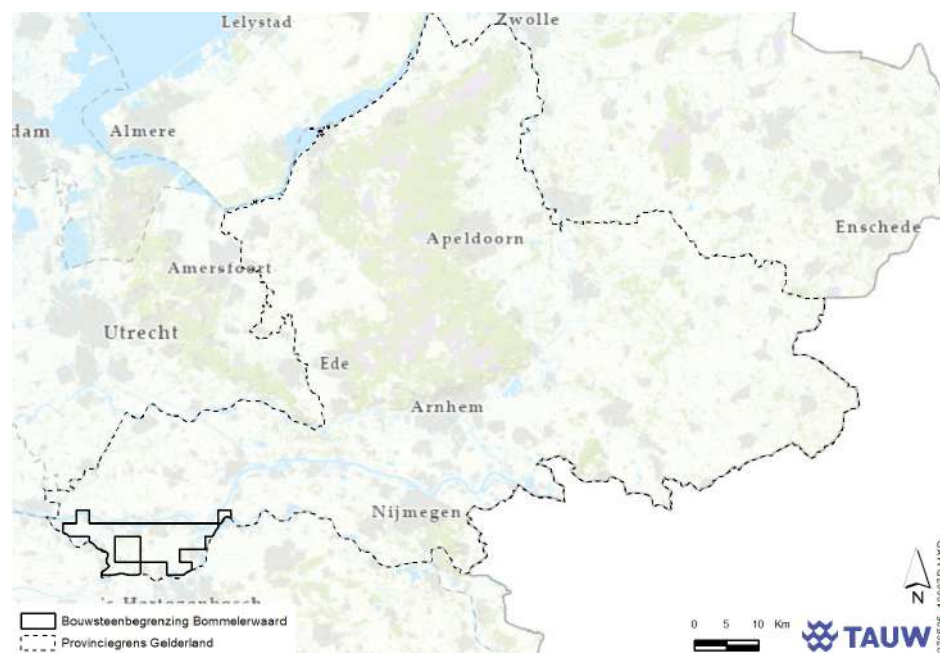 Lelystad
Zwolle
dam
Almere
Apeldoorn
Enschede
Amersfoort
Utrecht
Ede
Arnhem
Nijmegen
's Hertogenbosch
Bouwsteenbegrenzing Bommelerwaard
Provinciegrens Gelderland
0 5 10 Km
N
TAUW